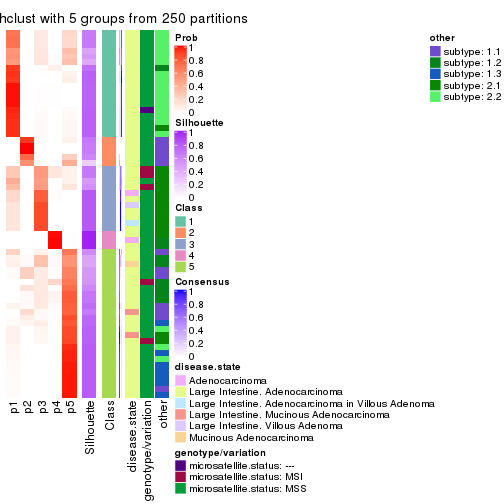 hclust with 5 groups from 250 partitions
Prob
1
0.8
0.6
0.4
0.2
0
Silhouette
1
0.8
0.6
0.4
0.2
0
Class
1
2
3
4
5
Consensus
1
0.8
0.6
0.4
0.2
0
disease.state
Adenocarcinoma
Large Intestine. Adenocarcinoma
Large Intestine. Adenocarcinoma in Villous Adenoma
Large Intestine. Mucinous Adenocarcinoma
Large Intestine. Villous Adenoma
Mucinous Adenocarcinoma
genotype/variation
microsatellite.status: ---
microsatellite.status: MSI
microsatellite.status: MSS
other
subtype: 1.1
subtype: 1.2
subtype: 1.3
subtype: 2.1
subtype: 2.2
p1
p2
p3
p4
p5
Silhouette
Class
disease.state
genotype/variation
other